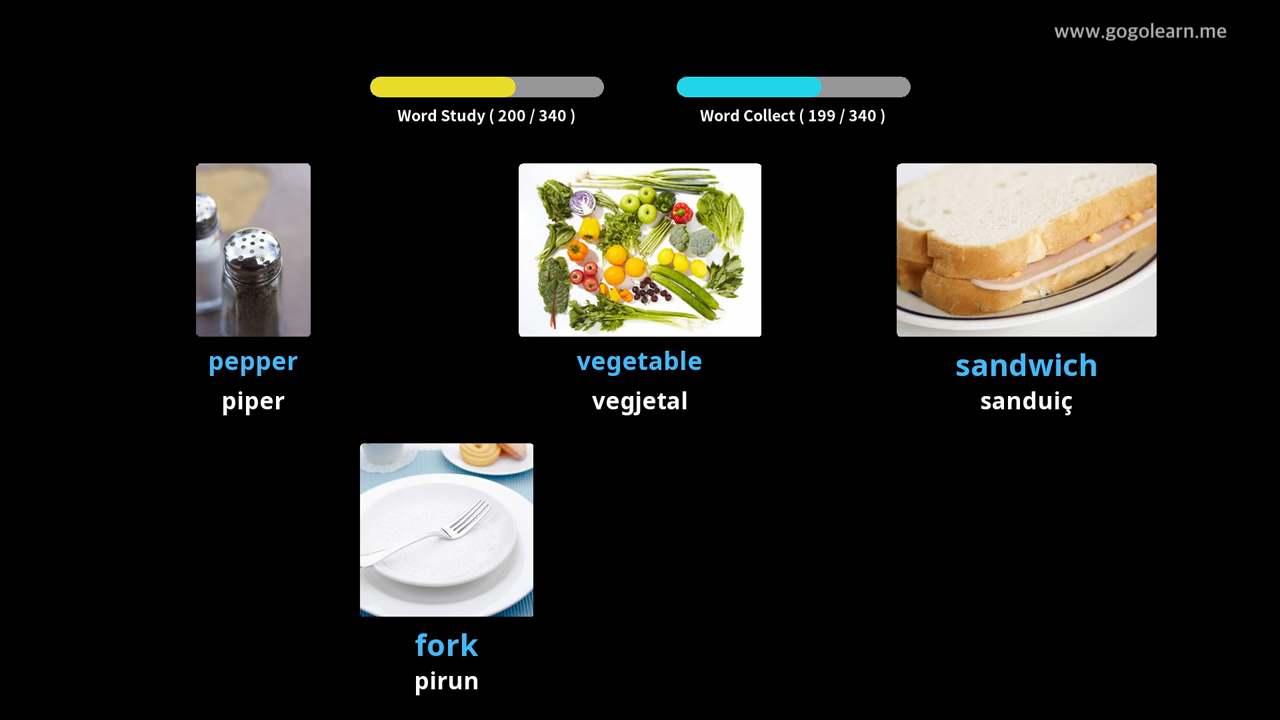 www.gogolearn.me
Word Study ( 200 / 340 )
Word Collect ( 199 / 340 )
pepper
piper
vegetable
vegjetal
sandwich
sanduiç
fork
pirun